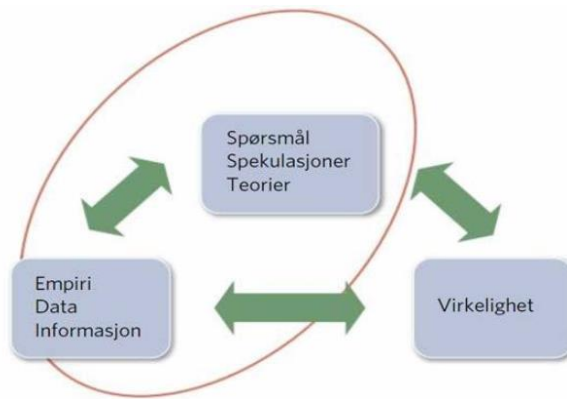 Spørsmål
Spekulasjoner
Teorier
Empiri
Data
Informasjon
Virkelighet